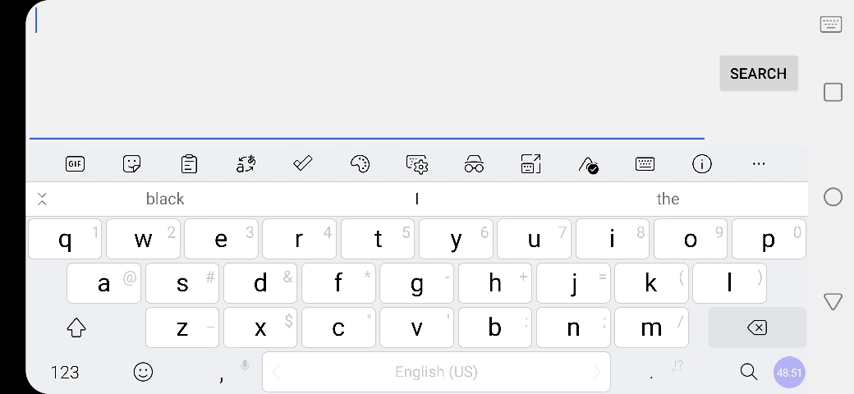 SEARCH
GIF
black I the
q 1 w 2 e 3 r 4 t 5 y 6 u 7 i 8 o 9 p 0
a @ s # d & f * g - h + j = k ( l )
z _ x $ c " v ' b : n ; m /
123 , English (US) . .!? 48:51